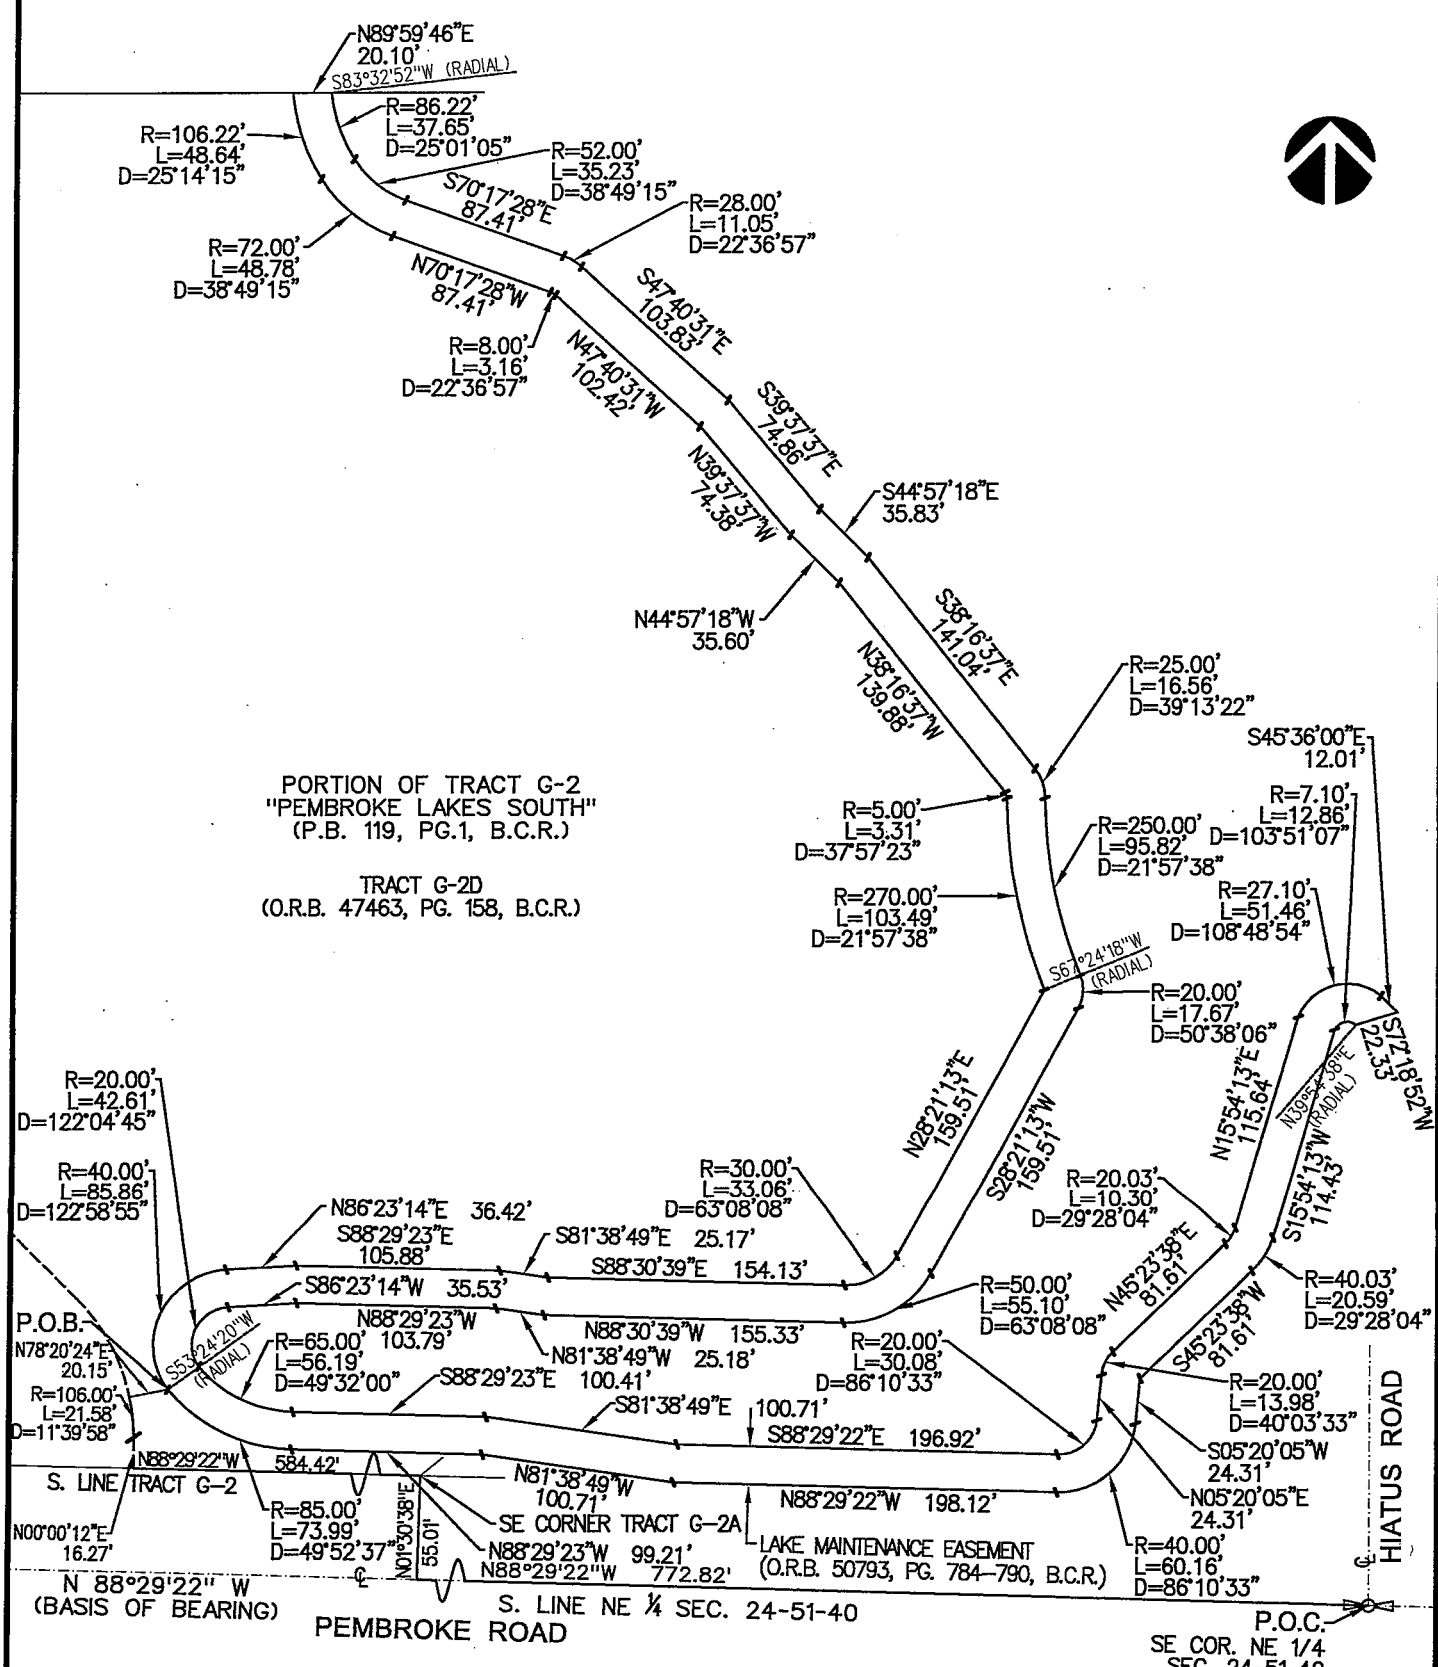 N89°59'46"E
20.10'
S83°32'52"W (RADIAL)
R=86.22'
L=37.65'
D=25°01'05"
R=106.22'
L=48.64'
D=25°14'15"
R=52.00'
L=35.23'
D=38°49'15"
S70°17'28"E
87.41'
R=28.00'
L=11.05'
D=22°36'57"
R=72.00'
L=48.78'
D=38°49'15"
N70°17'28"W
87.41'
S47°40'31"E
103.83'
R=8.00'
L=3.16'
D=22°36'57"
N47°40'31"W
102.42'
S39°37'37"E
74.86'
N39°37'37"W
74.38'
S44°57'18"E
35.83'
N44°57'18"W
35.60'
S38°16'37"E
141.04'
N38°16'37"W
139.88'
R=25.00'
L=16.56'
D=39°13'22"
S45°36'00"E
12.01'
PORTION OF TRACT G-2
"PEMBROKE LAKES SOUTH"
(P.B. 119, PG.1, B.C.R.)
R=7.10'
L=12.86'
D=103°51'07"
R=5.00'
L=3.31'
D=37°57'23"
R=250.00'
L=95.82'
D=21°57'38"
TRACT G-2D
(O.R.B. 47463, PG. 158, B.C.R.)
R=270.00'
L=103.49'
D=21°57'38"
R=27.10'
L=51.46'
D=108°48'54"
S67°24'18"W
(RADIAL)
R=20.00'
L=17.67'
D=50°38'06"
S72°18'52"W
22.33'
N39°54'38"E
(RADIAL)
N15°54'13"E
115.64'
S15°54'13"W
114.43'
N28°21'13"E
159.51'
S28°21'13"W
159.51'
R=20.00'
L=42.61'
D=122°04'45"
R=40.00'
L=85.86'
D=122°58'55"
R=30.00'
L=33.06'
D=63°08'08"
R=20.03'
L=10.30'
D=29°28'04"
N86°23'14"E 36.42'
S88°29'23"E
105.88'
S81°38'49"E 25.17'
S88°30'39"E 154.13'
S86°23'14"W 35.53'
N88°29'23"W
103.79'
N88°30'39"W 155.33'
N81°38'49"W 25.18'
R=50.00'
L=55.10'
D=63°08'08"
N45°23'38"E
81.61'
S45°23'38"W
81.61'
R=40.03'
L=20.59'
D=29°28'04"
P.O.B.
N78°20'24"E
20.15'
S53°24'20"W
(RADIAL)
R=65.00'
L=56.19'
D=49°32'00"
R=20.00'
L=30.08'
D=86°10'33"
R=20.00'
L=13.98'
D=40°03'33"
R=106.00'
L=21.58'
D=11°39'58"
S88°29'23"E 100.41'
S81°38'49"E 100.71'
S88°29'22"E 196.92'
S05°20'05"W
24.31'
N05°20'05"E
24.31'
N88°29'22"W 584.42'
S. LINE TRACT G-2
N81°38'49"W
100.71'
N88°29'22"W 198.12'
R=85.00'
L=73.99'
D=49°52'37"
N00°00'12"E
16.27'
N01°30'38"E
55.01'
SE CORNER TRACT G-2A
N88°29'23"W 99.21'
LAKE MAINTENANCE EASEMENT
(O.R.B. 50793, PG. 784-790, B.C.R.)
R=40.00'
L=60.16'
D=86°10'33"
HIATUS ROAD
N88°29'22"W 772.82'
N 88°29'22" W
(BASIS OF BEARING)
S. LINE NE 1/4 SEC. 24-51-40
PEMBROKE ROAD
P.O.C.
SE COR. NE 1/4
SEC. 24-51-40